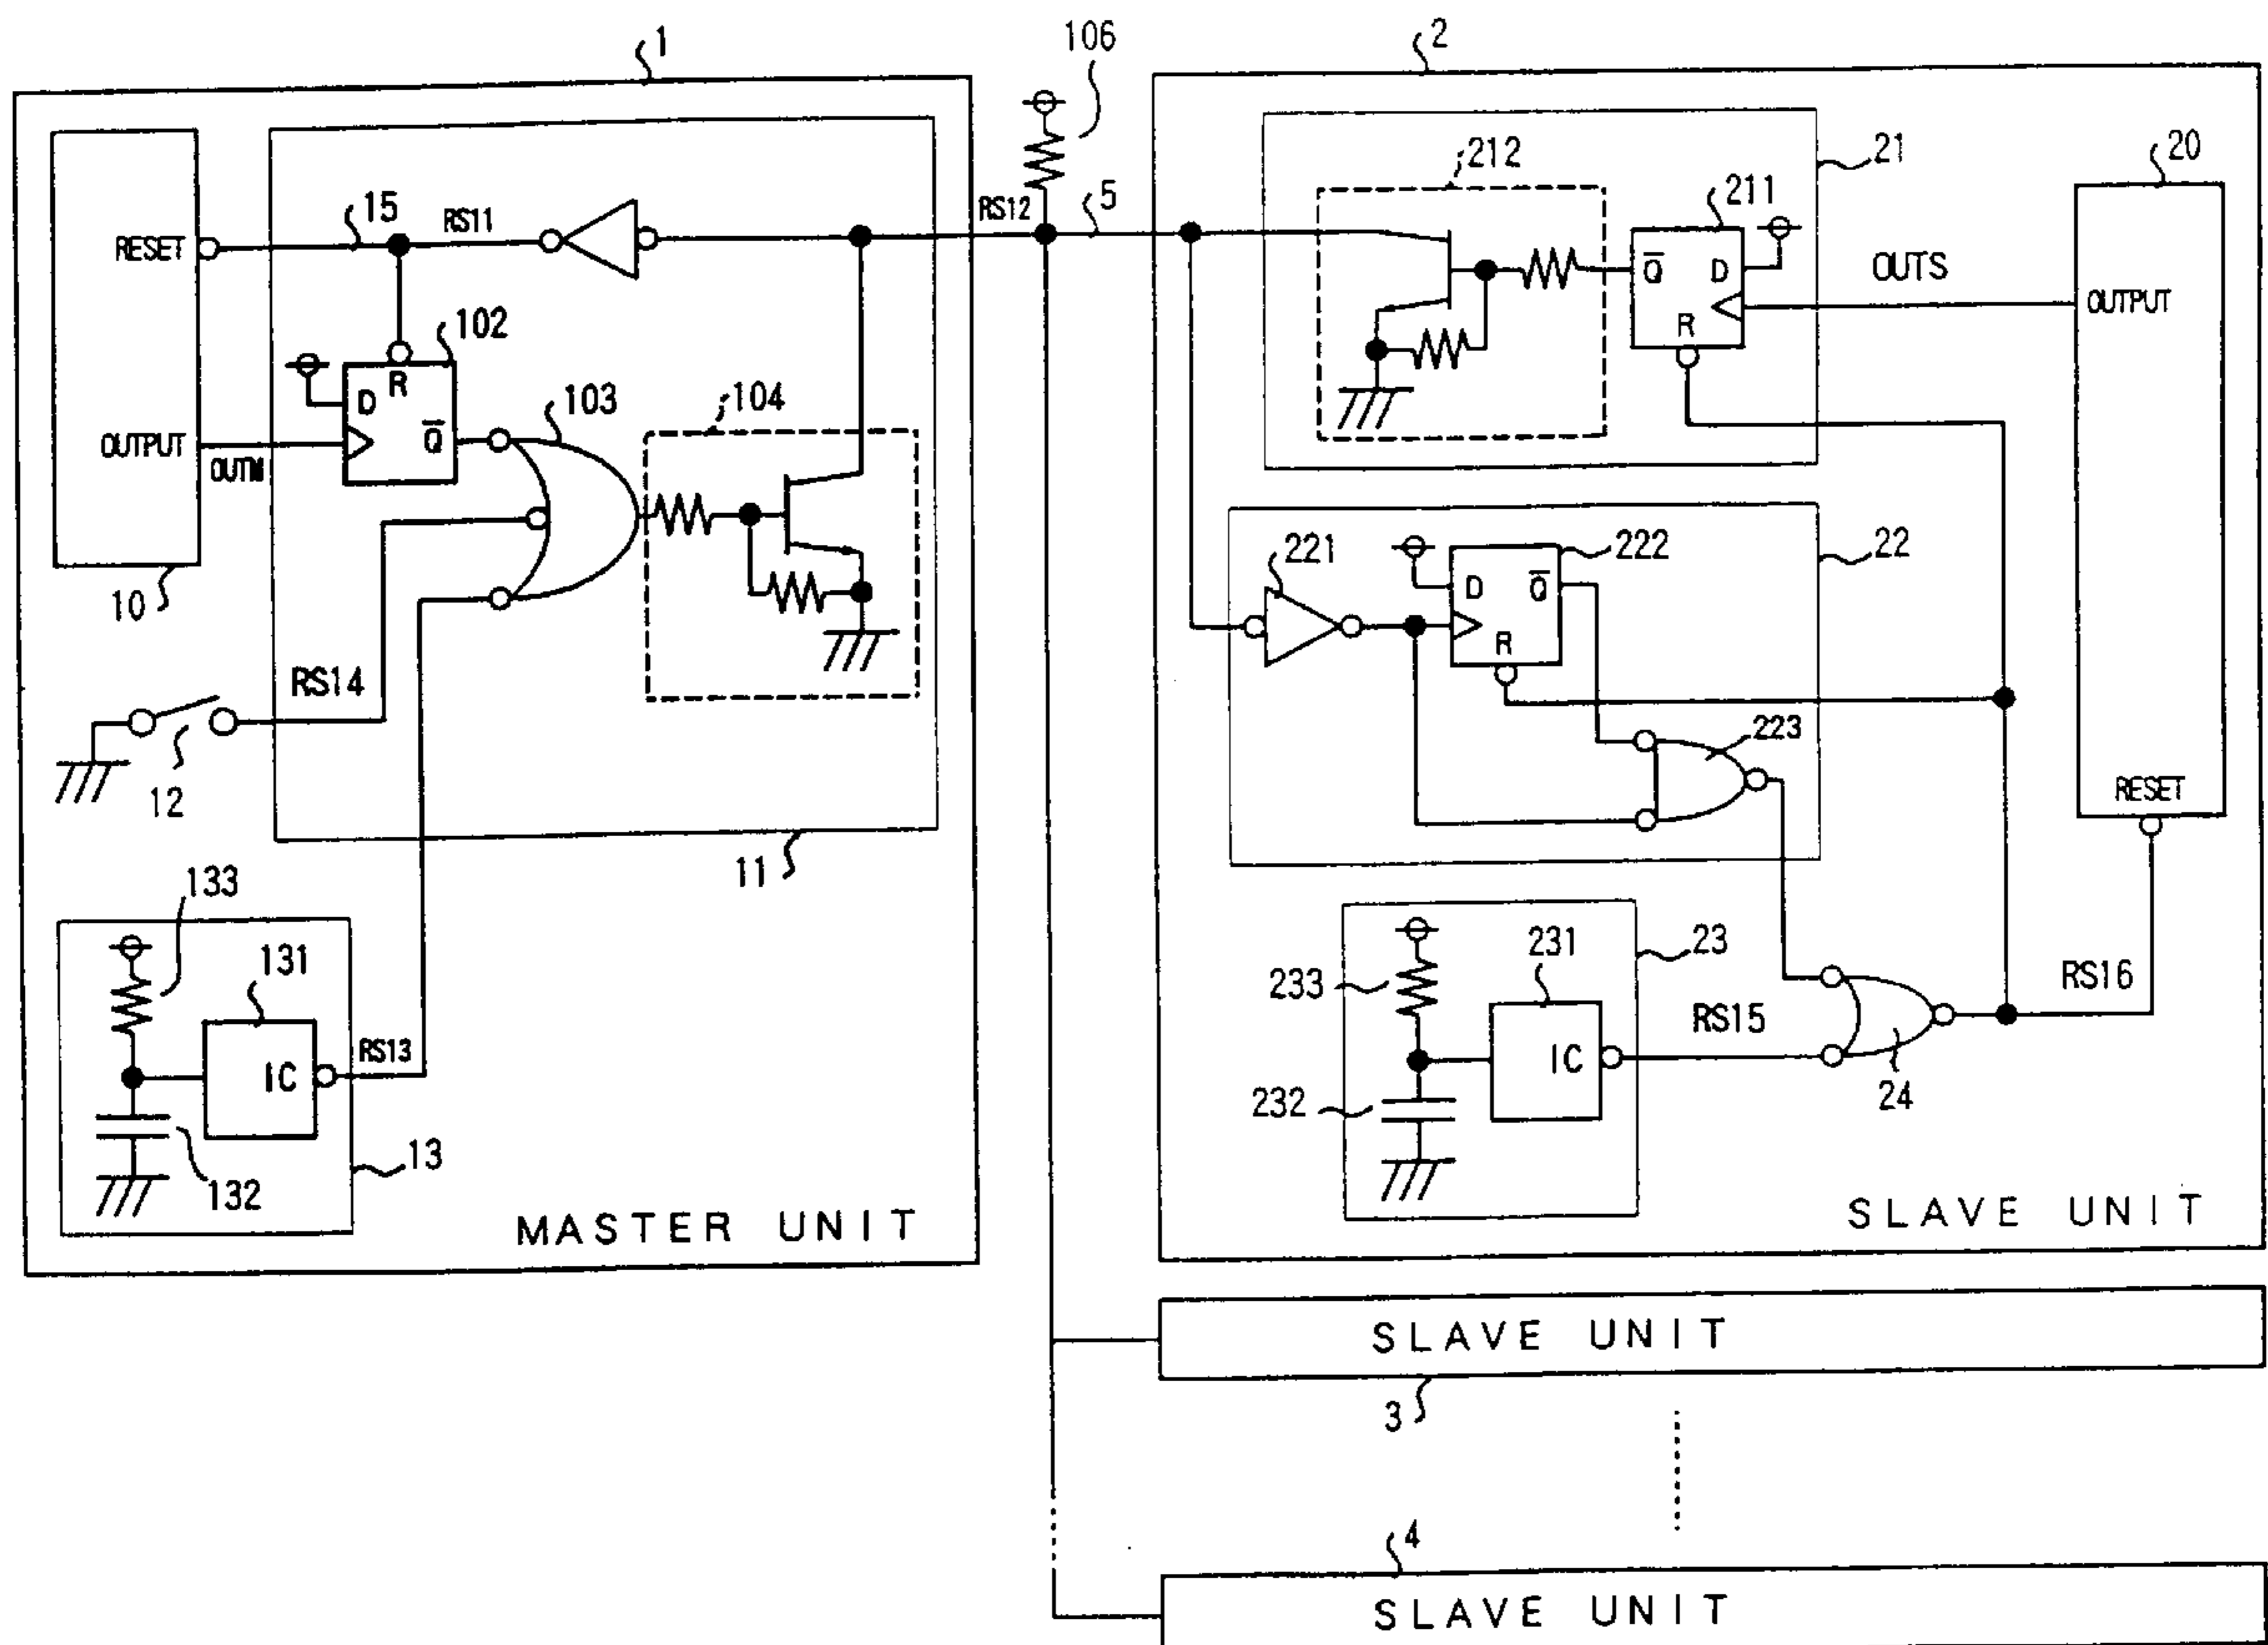 1
106
2
212
21
20
RESET
15
RS11
RS12
5
211
Q
D
R
OUTS
OUTPUT
102
R
D
Q
103
104
OUTPUT
OUTM
10
221
222
22
D
Q
R
RS14
223
12
RESET
11
133
131
RS13
IC
132
13
MASTER UNIT
23
233
231
IC
232
RS15
RS16
24
SLAVE UNIT
SLAVE UNIT
3
4
SLAVE UNIT